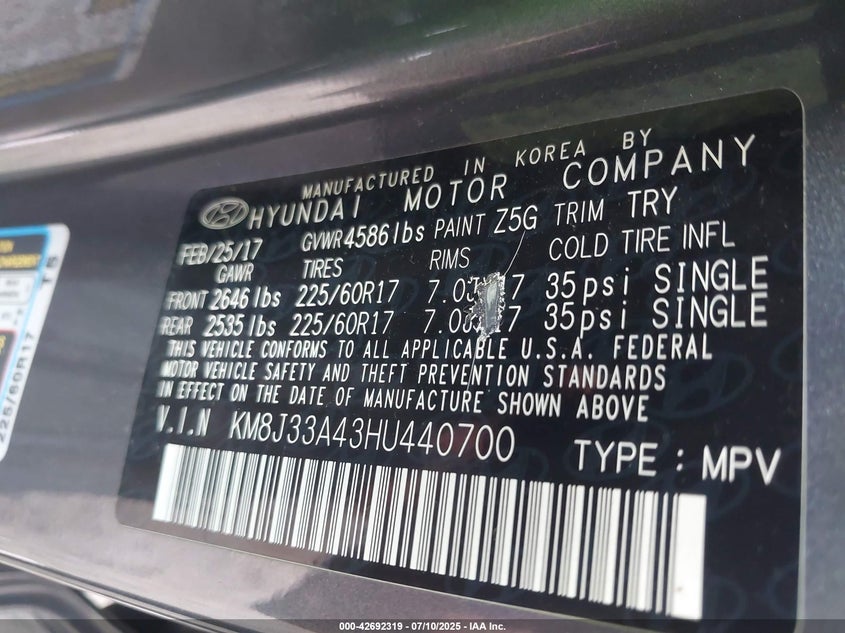 MANUFACTURED IN KOREA BY
HYUNDAI MOTOR COMPANY
FEB/25/17 GVWR 4586 lbs PAINT Z5G TRIM TRY
GAWR TIRES RIMS COLD TIRE INFL
FRONT 2646 lbs 225/60R17 35psi SINGLE
REAR 2535 lbs 225/60R17 35psi SINGLE
THIS VEHICLE CONFORMS TO ALL APPLICABLE U.S.A. FEDERAL
MOTOR VEHICLE SAFETY AND THEFT PREVENTION STANDARDS
IN EFFECT ON THE DATE OF MANUFACTURE SHOWN ABOVE
V.I.N KM8J33A43HU440700
TYPE : MPV
225/60R17
000-42692319 / 07/10/2025 - IAA Inc.